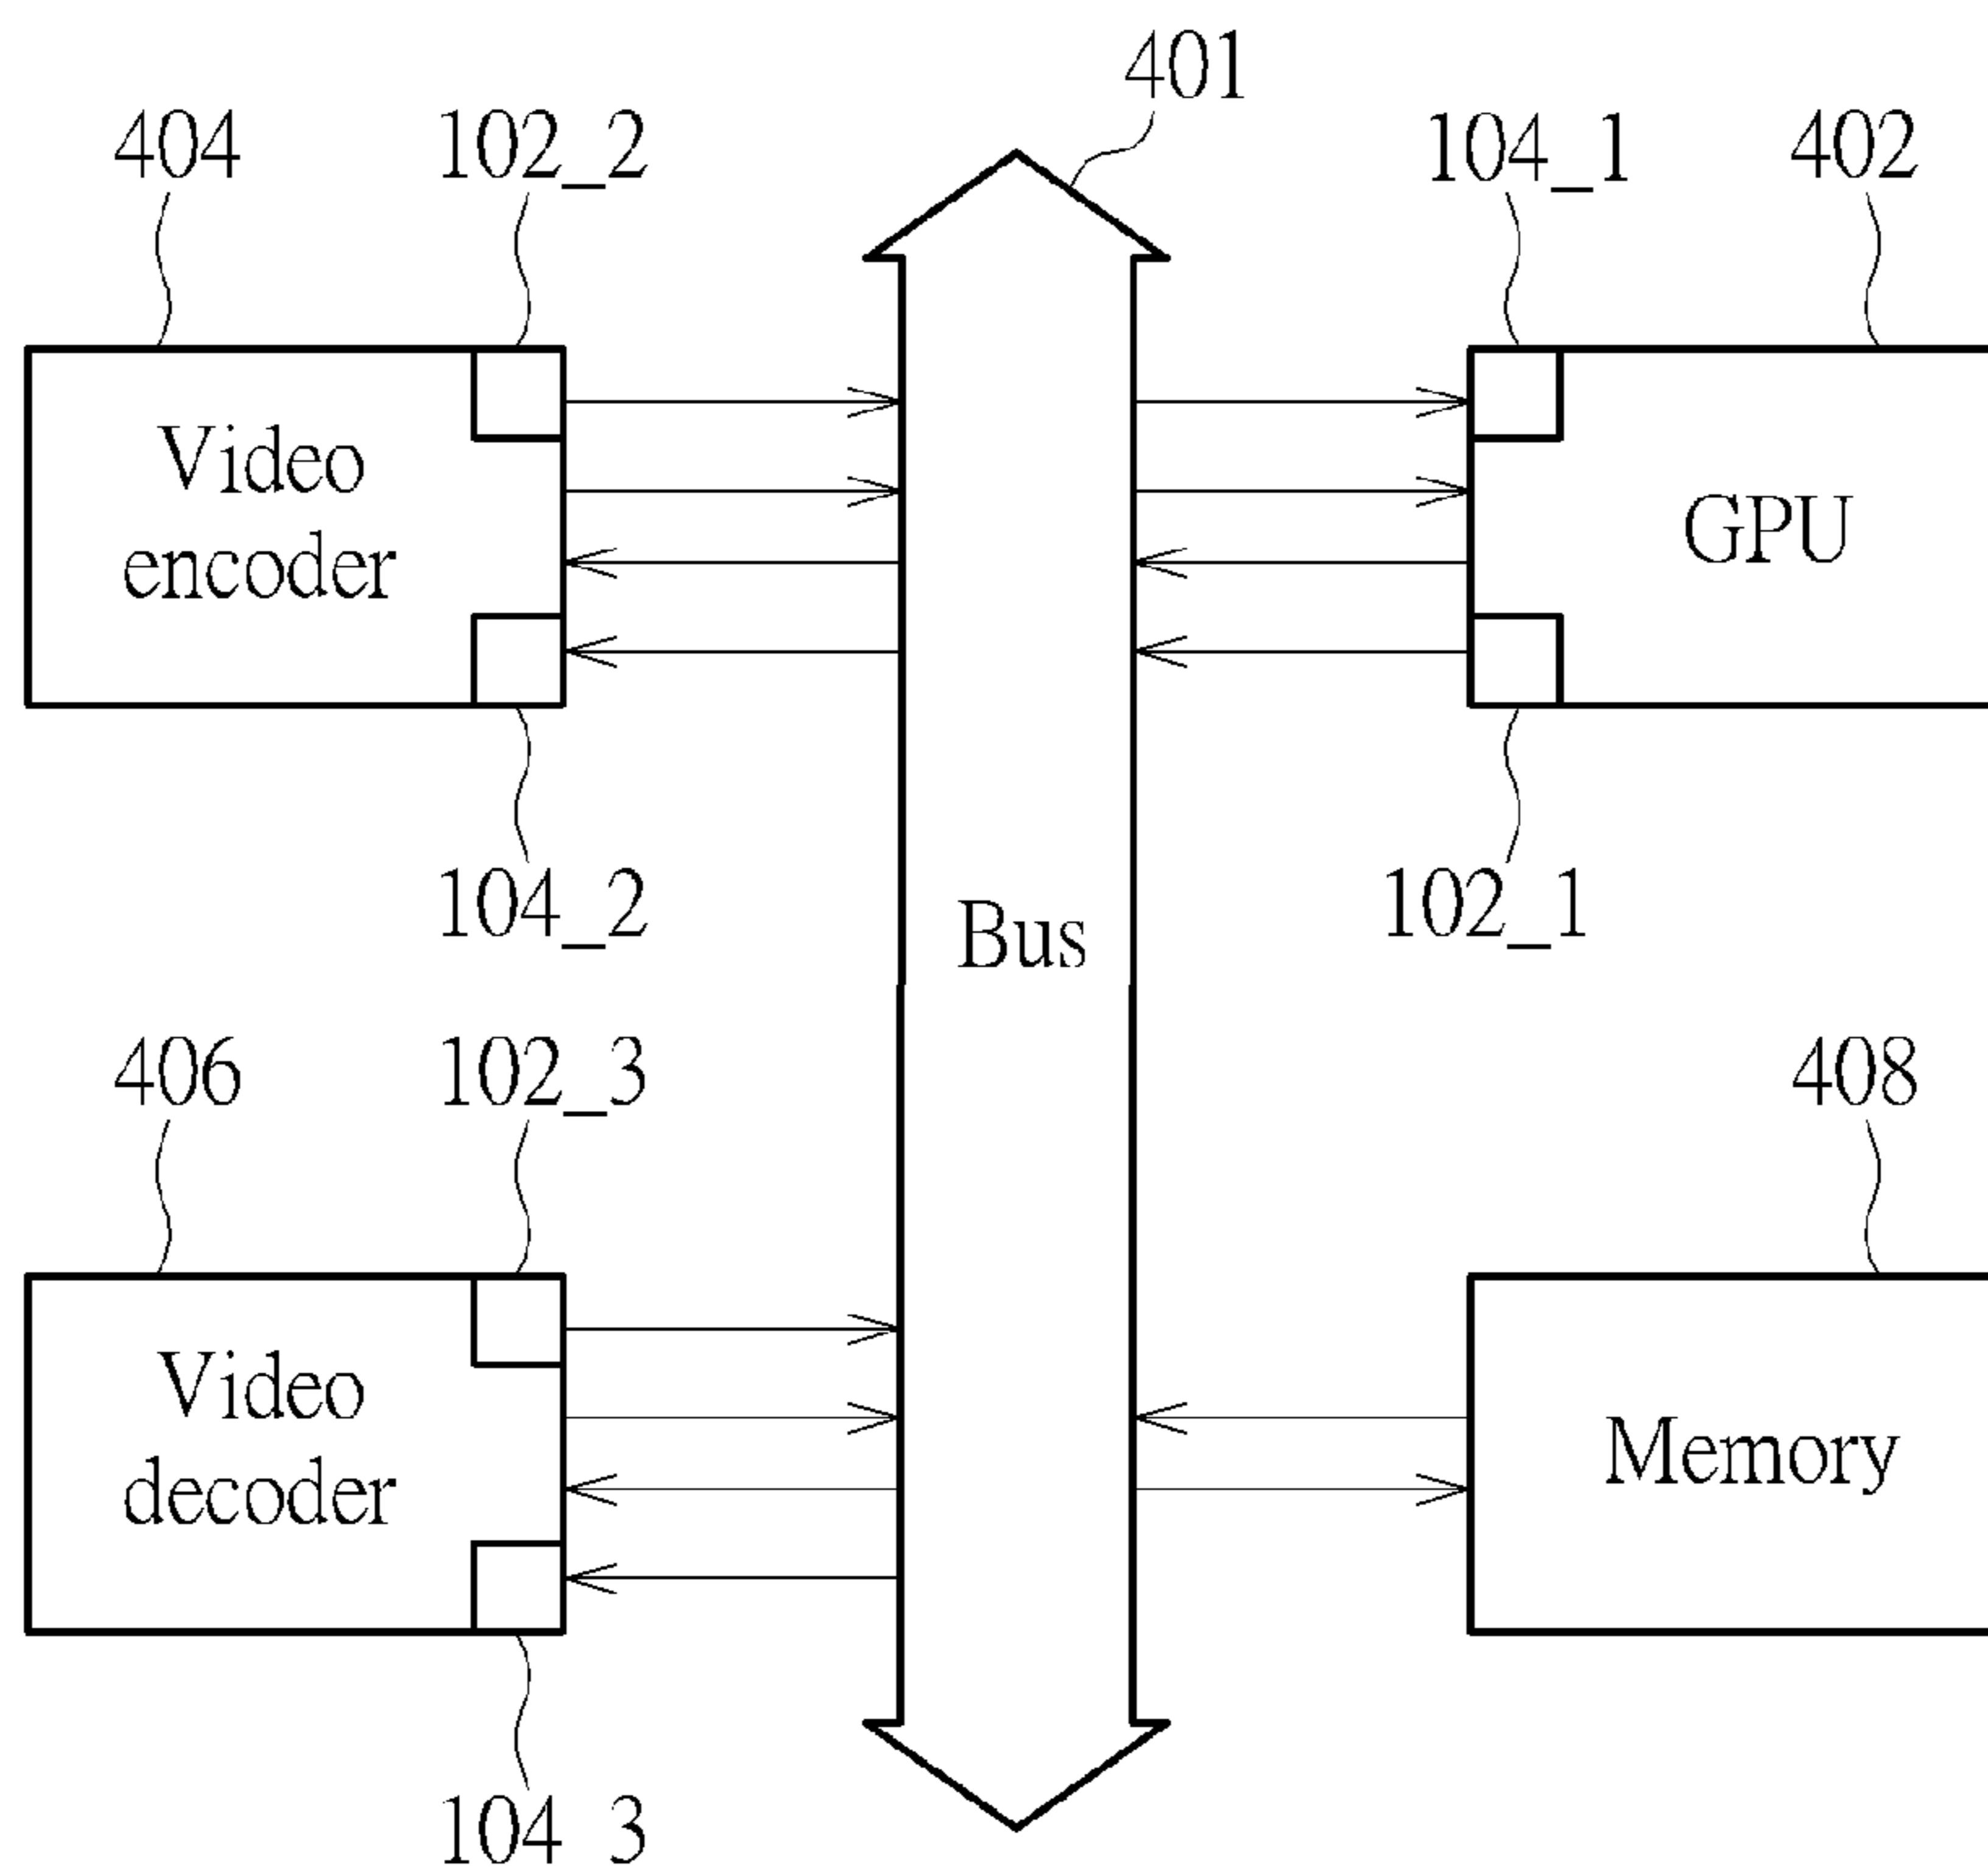 401
404
102_2
104_1
402
Video
encoder
GPU
104_2
102_1
Bus
406
102_3
408
Video
decoder
Memory
104_3